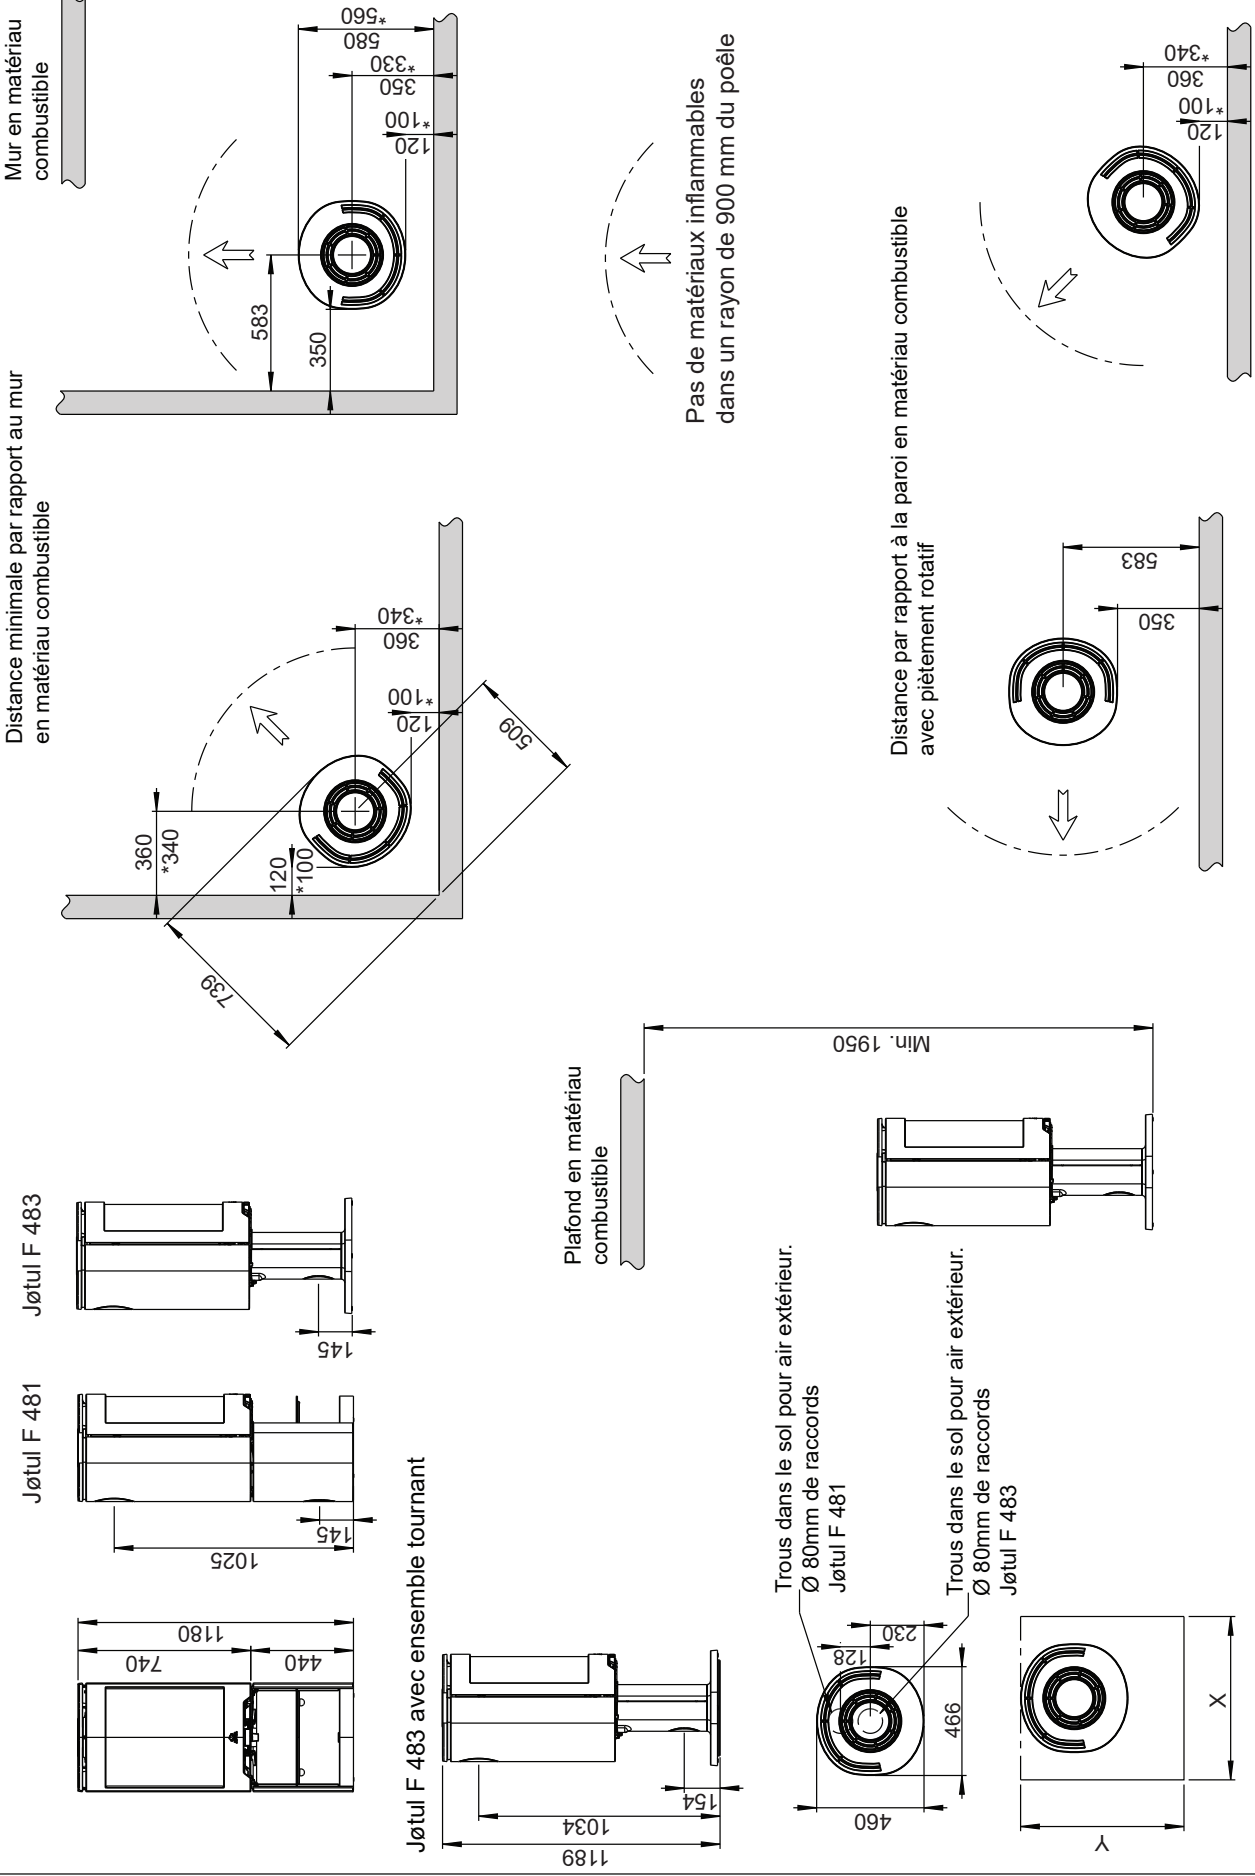 Jøtul F 481
Jøtul F 483
1180
740
440
1025
145
145
Jøtul F 483 avec ensemble tournant
1189
1034
154
Trous dans le sol pour air extérieur.
Ø 80mm de raccords
Jøtul F 481
Trous dans le sol pour air extérieur.
Ø 80mm de raccords
Jøtul F 483
128
230
466
460
X
Y
Plafond en matériau
combustible
Min. 1950
Distance minimale par rapport au mur
en matériau combustible
360
*340
120
*100
739
509
120
*100
360
*340
Mur en matériau
combustible
583
350
120
*100
350
*330
580
*560
Pas de matériaux inflammables
dans un rayon de 900 mm du poêle
Distance par rapport à la paroi en matériau combustible
avec piètement rotatif
583
350
120
*100
360
*340